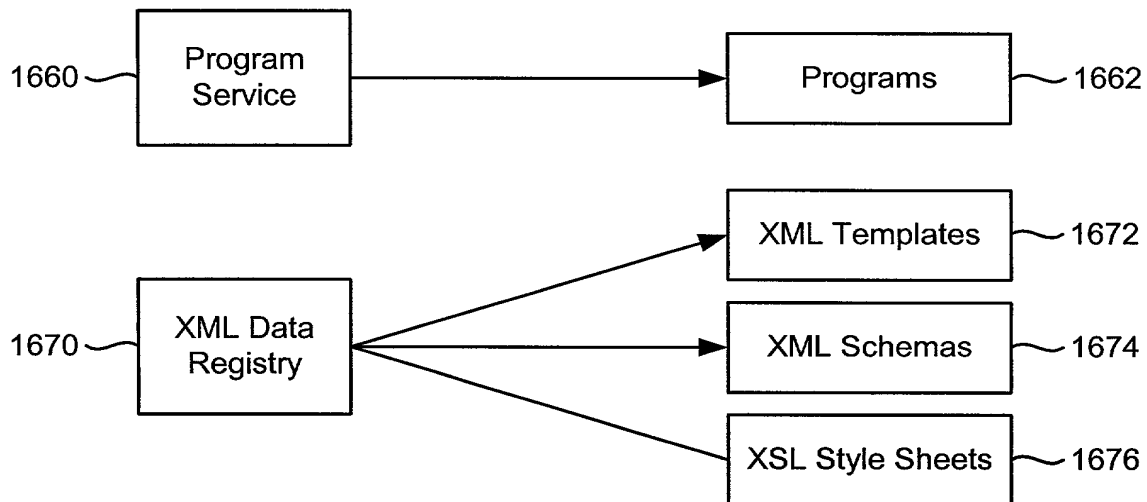 1660
Program
Service
Programs
1662
XML Templates
1672
1670
XML Data
Registry
XML Schemas
1674
XSL Style Sheets
1676